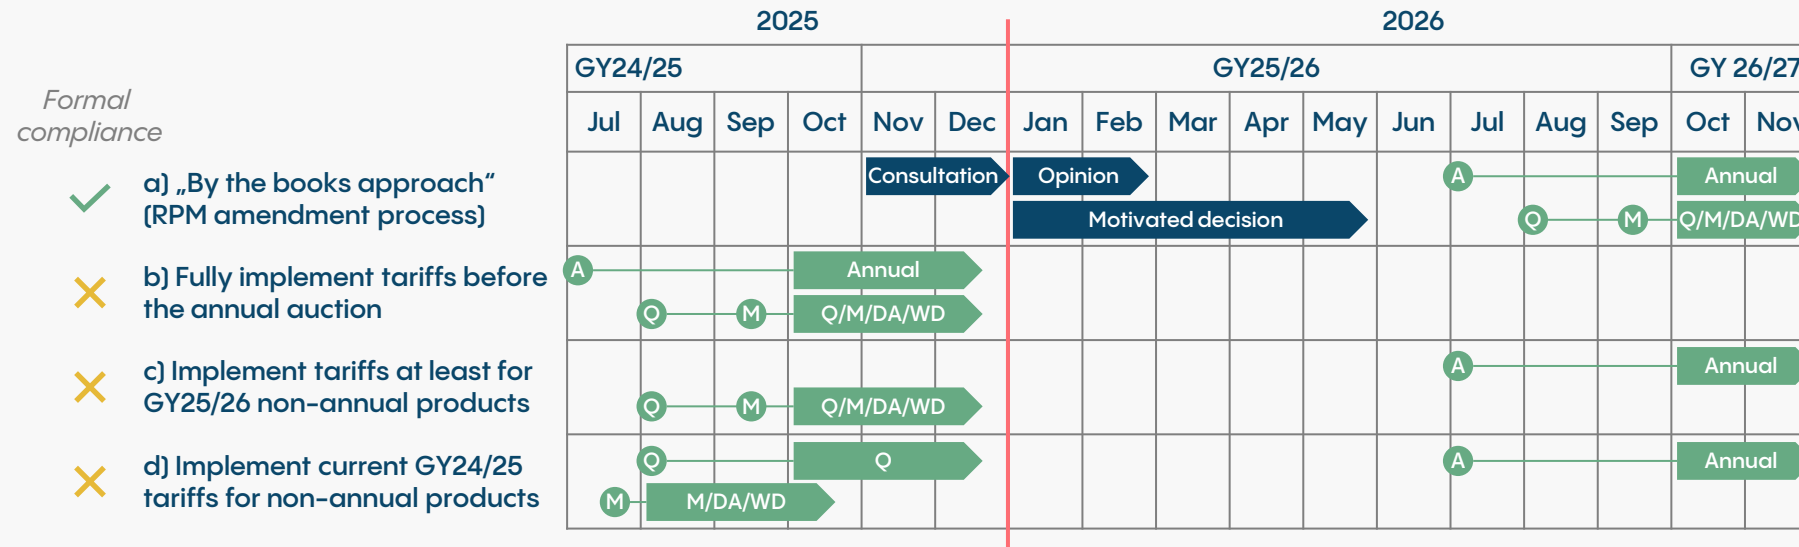 2025 2026
GY24/25 GY25/26 GY 26/27
Formal
compliance
Jul Aug Sep Oct Nov Dec Jan Feb Mar Apr May Jun Jul Aug Sep Oct Nov
a) „By the books approach“
(RPM amendment process)
Consultation Opinion A Annual
Motivated decision Q M Q/M/DA/WD
b) Fully implement tariffs before
the annual auction
A Annual
Q M Q/M/DA/WD
c) Implement tariffs at least for
GY25/26 non-annual products
A Annual
Q M Q/M/DA/WD
d) Implement current GY24/25
tariffs for non-annual products
Q Q A Annual
M M/DA/WD